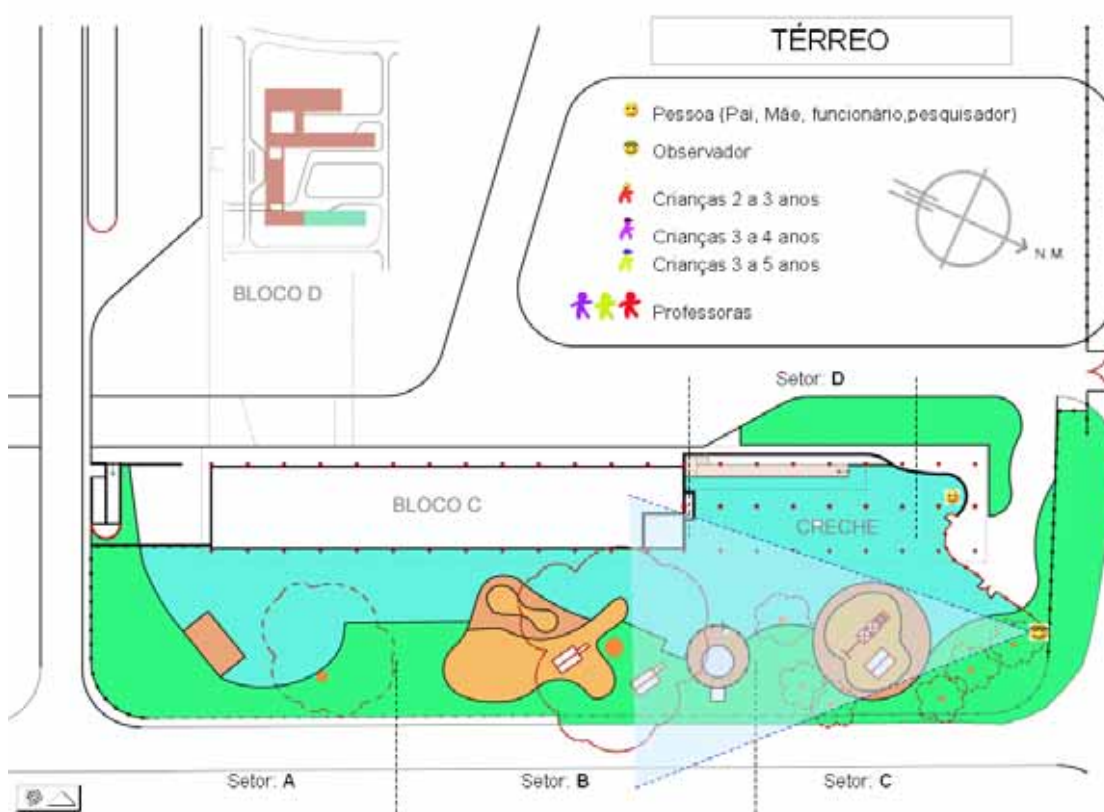 TÉRREO
Pessoa (Pai, Mãe, funcionário,pesquisador)
Observador
Crianças 2 a 3 anos
Crianças 3 a 4 anos
Crianças 3 a 5 anos
Professoras
N.M.
BLOCO D
Setor: D
BLOCO C
CRECHE
Setor: A
Setor: B
Setor: C